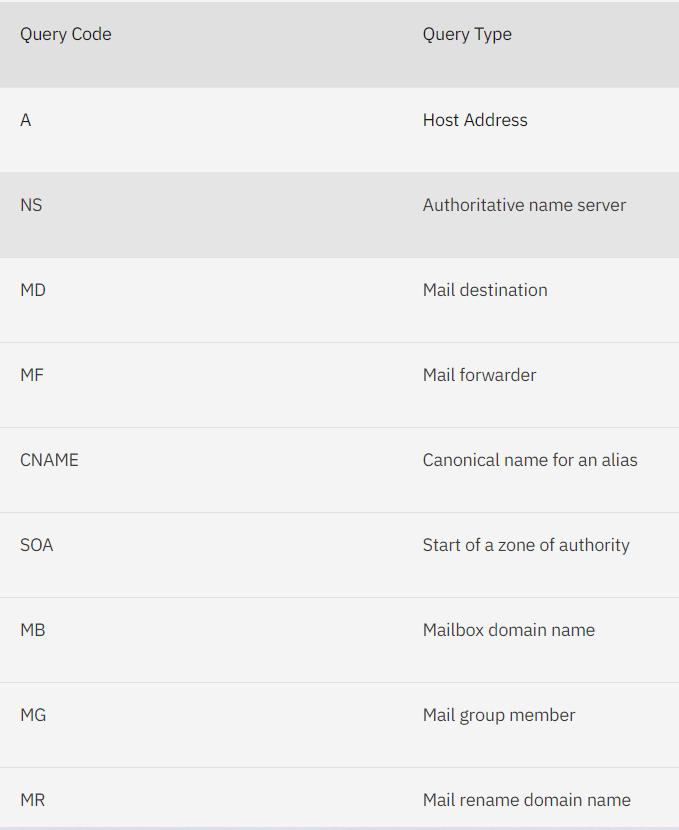 Query Code Query Type
A Host Address
NS Authoritative name server
MD Mail destination
MF Mail forwarder
CNAME Canonical name for an alias
SOA Start of a zone of authority
MB Mailbox domain name
MG Mail group member
MR Mail rename domain name